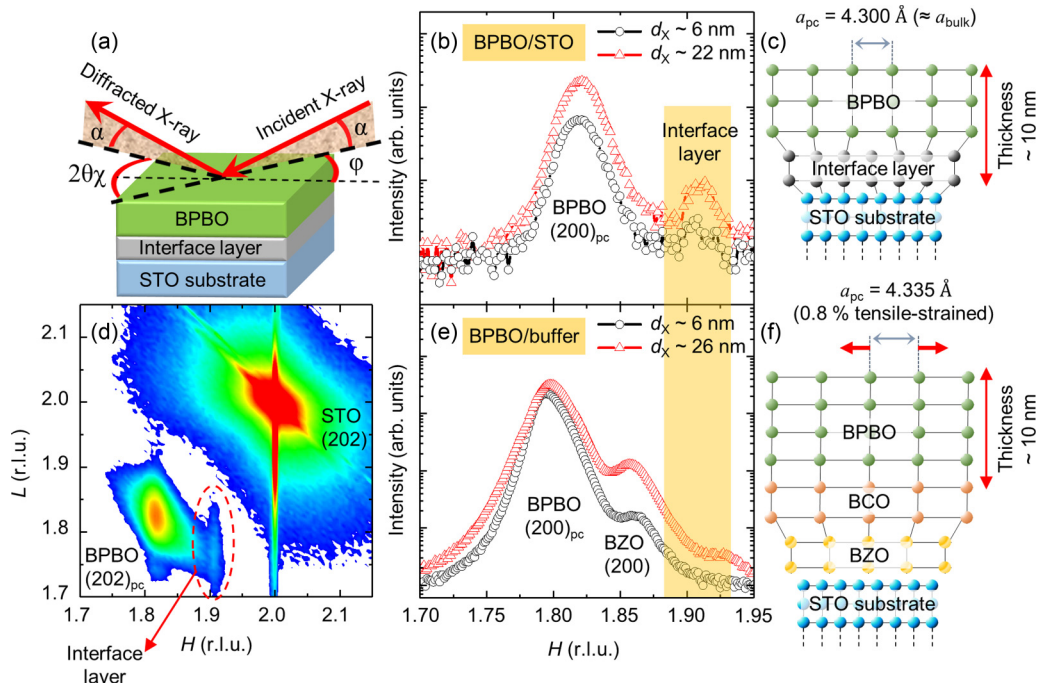 (a)
Diffracted X-ray
Incident X-ray
α
α
2θχ
φ
BPBO
Interface layer
STO substrate
(b)
BPBO/STO
dX ~ 6 nm
dX ~ 22 nm
Intensity (arb. units)
BPBO
(200)pc
Interface
layer
(c)
apc = 4.300 Å (≈ abulk)
BPBO
Interface layer
STO substrate
Thickness
~ 10 nm
(d)
L (r.l.u.)
2.1
2.0
1.9
1.8
1.7
STO
(202)
BPBO
(202)pc
1.7
1.8
1.9
2.0
2.1
H (r.l.u.)
Interface
layer
(e)
BPBO/buffer
dX ~ 6 nm
dX ~ 26 nm
Intensity (arb. units)
BPBO
(200)pc
BZO
(200)
1.70
1.75
1.80
1.85
1.90
1.95
H (r.l.u.)
(f)
apc = 4.335 Å
(0.8 % tensile-strained)
BPBO
BCO
BZO
STO substrate
Thickness
~ 10 nm